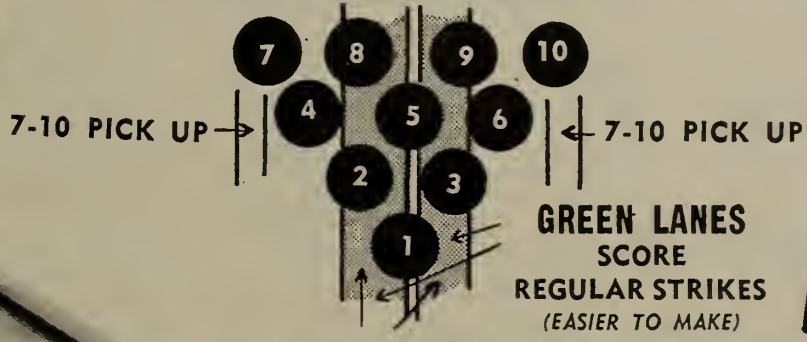 7 8 9 10
4 5 6
7-10 PICK UP
7-10 PICK UP
2 3
1
GREEN LANES
SCORE
REGULAR STRIKES
(EASIER TO MAKE)